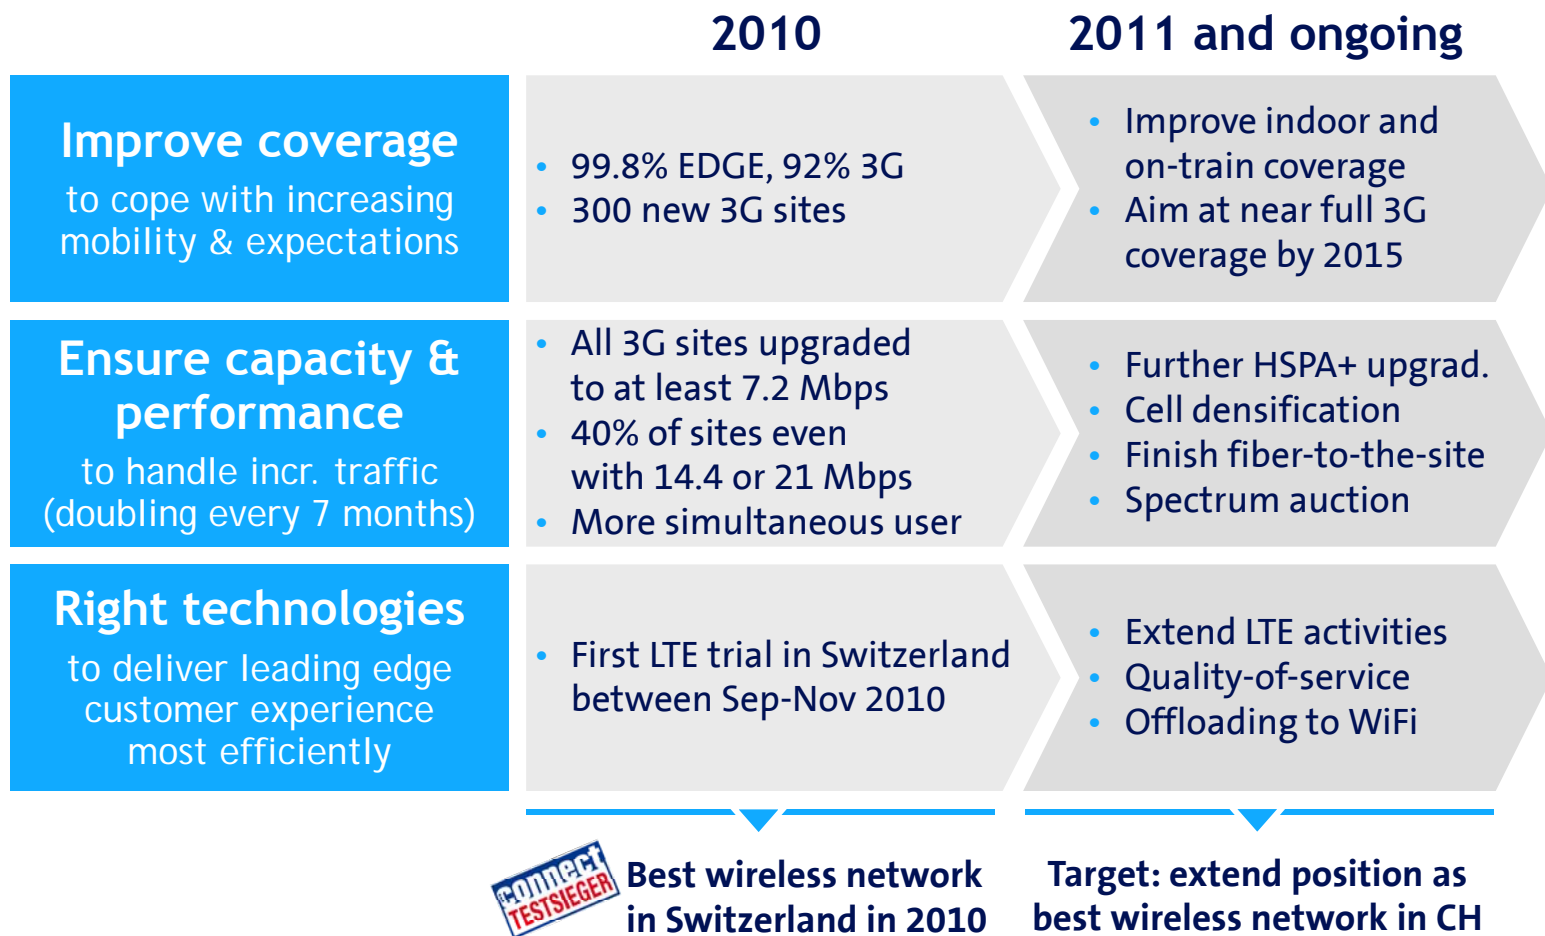 2010
2011 and ongoing
Improve coverage
to cope with increasing
mobility & expectations
• 99.8% EDGE, 92% 3G
• 300 new 3G sites
• Improve indoor and
on-train coverage
• Aim at near full 3G
coverage by 2015
Ensure capacity &
performance
to handle incr. traffic
(doubling every 7 months)
• All 3G sites upgraded
to at least 7.2 Mbps
• 40% of sites even
with 14.4 or 21 Mbps
• More simultaneous user
• Further HSPA+ upgrad.
• Cell densification
• Finish fiber-to-the-site
• Spectrum auction
Right technologies
to deliver leading edge
customer experience
most efficiently
• First LTE trial in Switzerland
between Sep-Nov 2010
• Extend LTE activities
• Quality-of-service
• Offloading to WiFi
connect
TESTSIEGER
Best wireless network
in Switzerland in 2010
Target: extend position as
best wireless network in CH